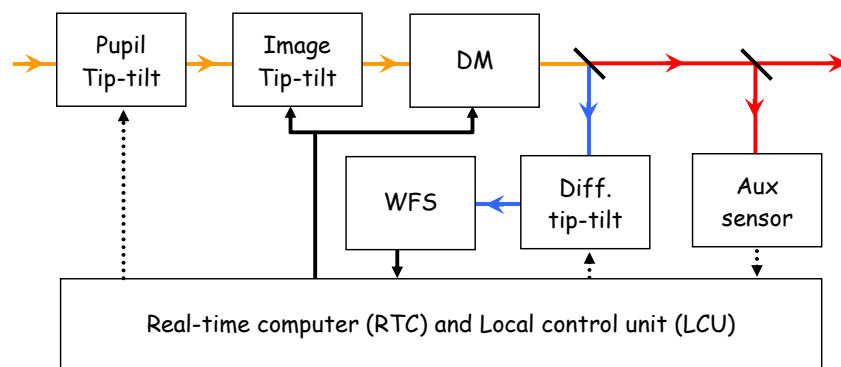 Pupil
Tip-tilt
Image
Tip-tilt
DM
WFS
Diff.
tip-tilt
Aux
sensor
Real-time computer (RTC) and Local control unit (LCU)